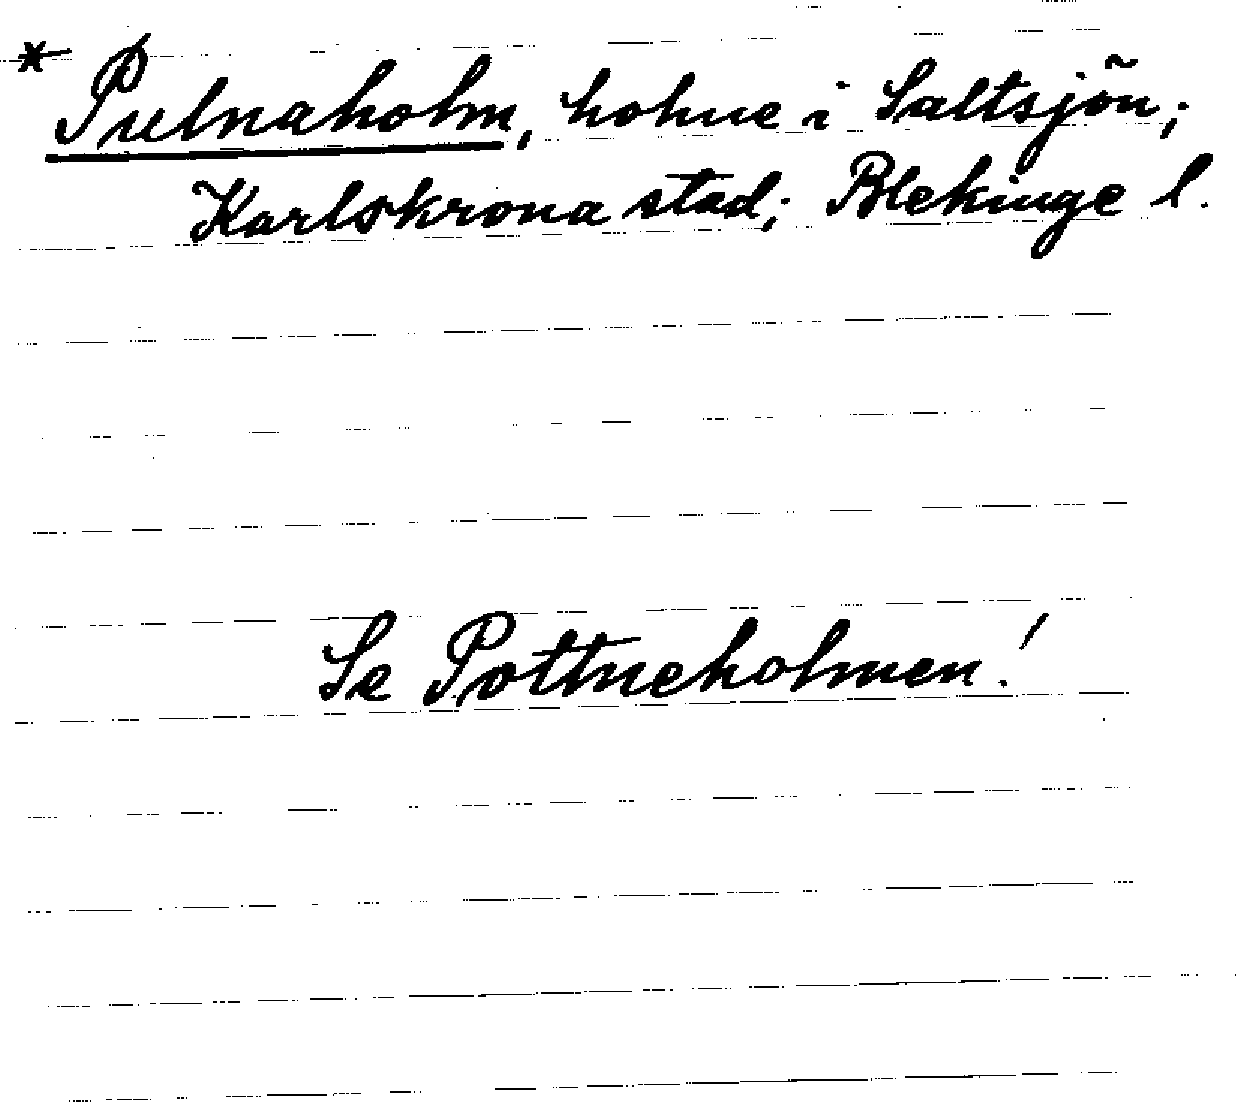 * Pulnaholm, holme i Saltsjön;
Karlskrona stad; Blekinge l.
Se Pottneholmen!